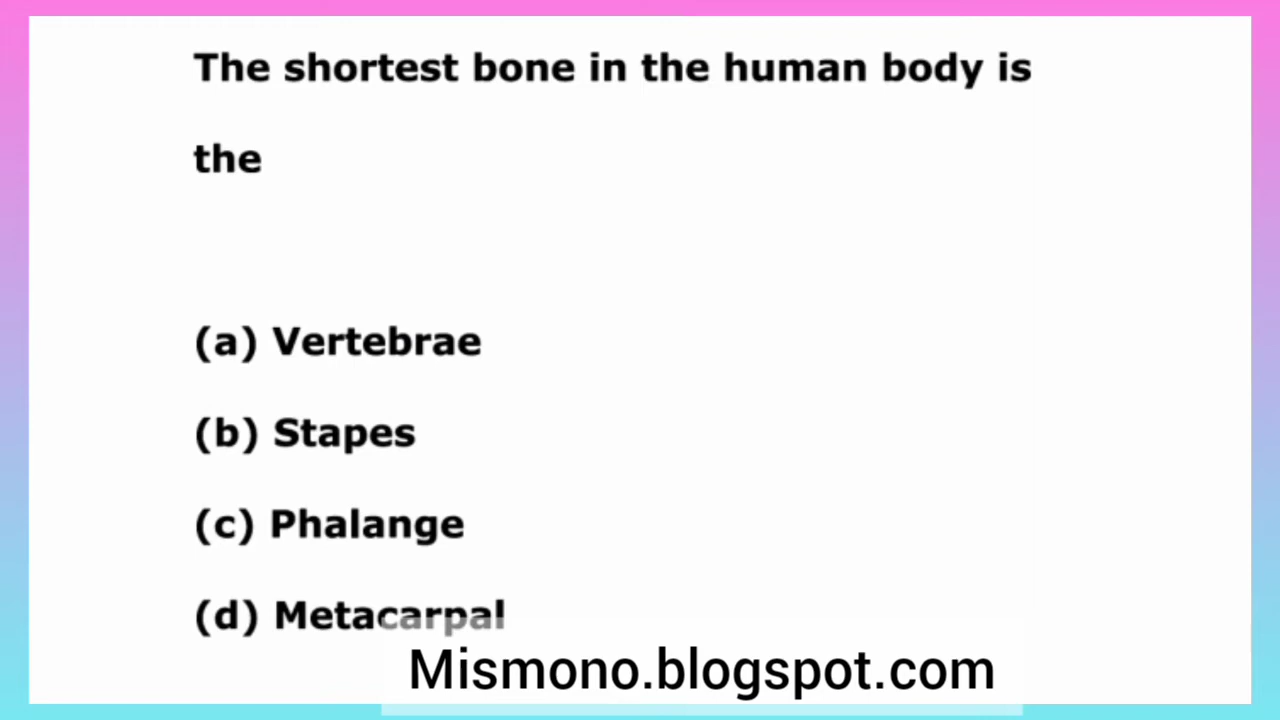 The shortest bone in the human body is
the
(a) Vertebrae
(b) Stapes
(c) Phalange
(d) Metacarpal
Mismono.blogspot.com